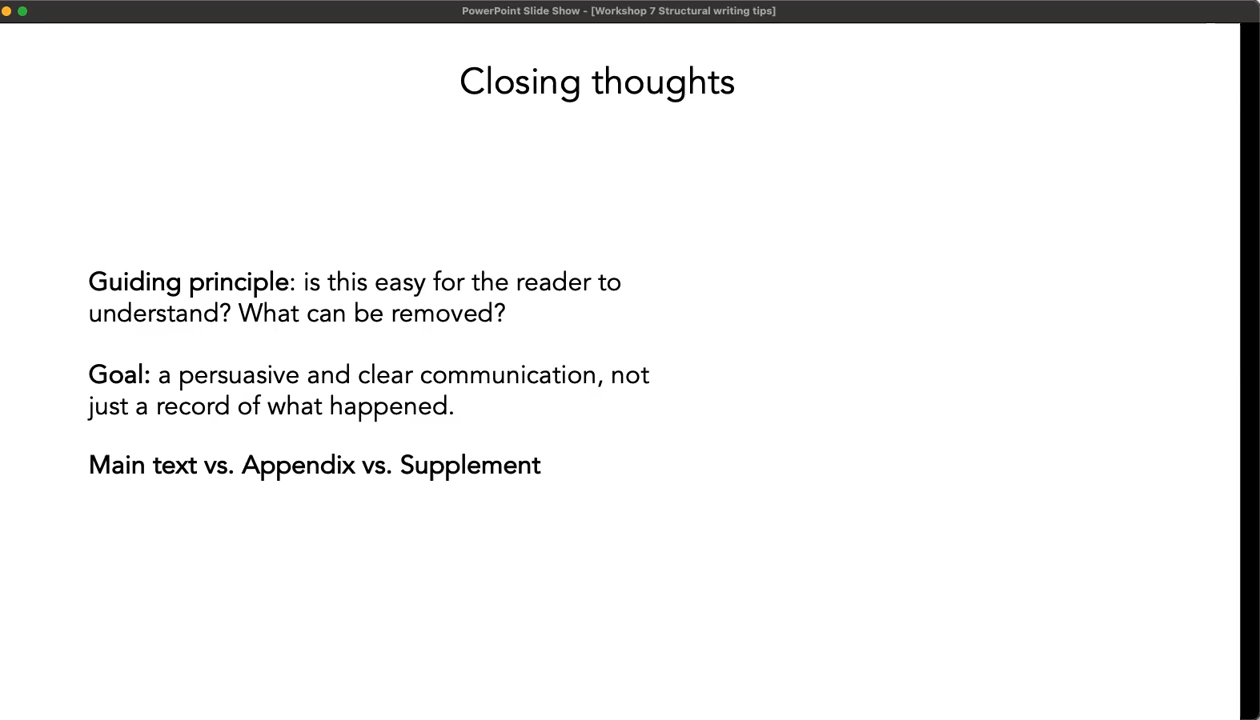 PowerPoint Slide Show - [Workshop 7 Structural writing tips]
Closing thoughts
Guiding principle: is this easy for the reader to
understand? What can be removed?
Goal: a persuasive and clear communication, not
just a record of what happened.
Main text vs. Appendix vs. Supplement